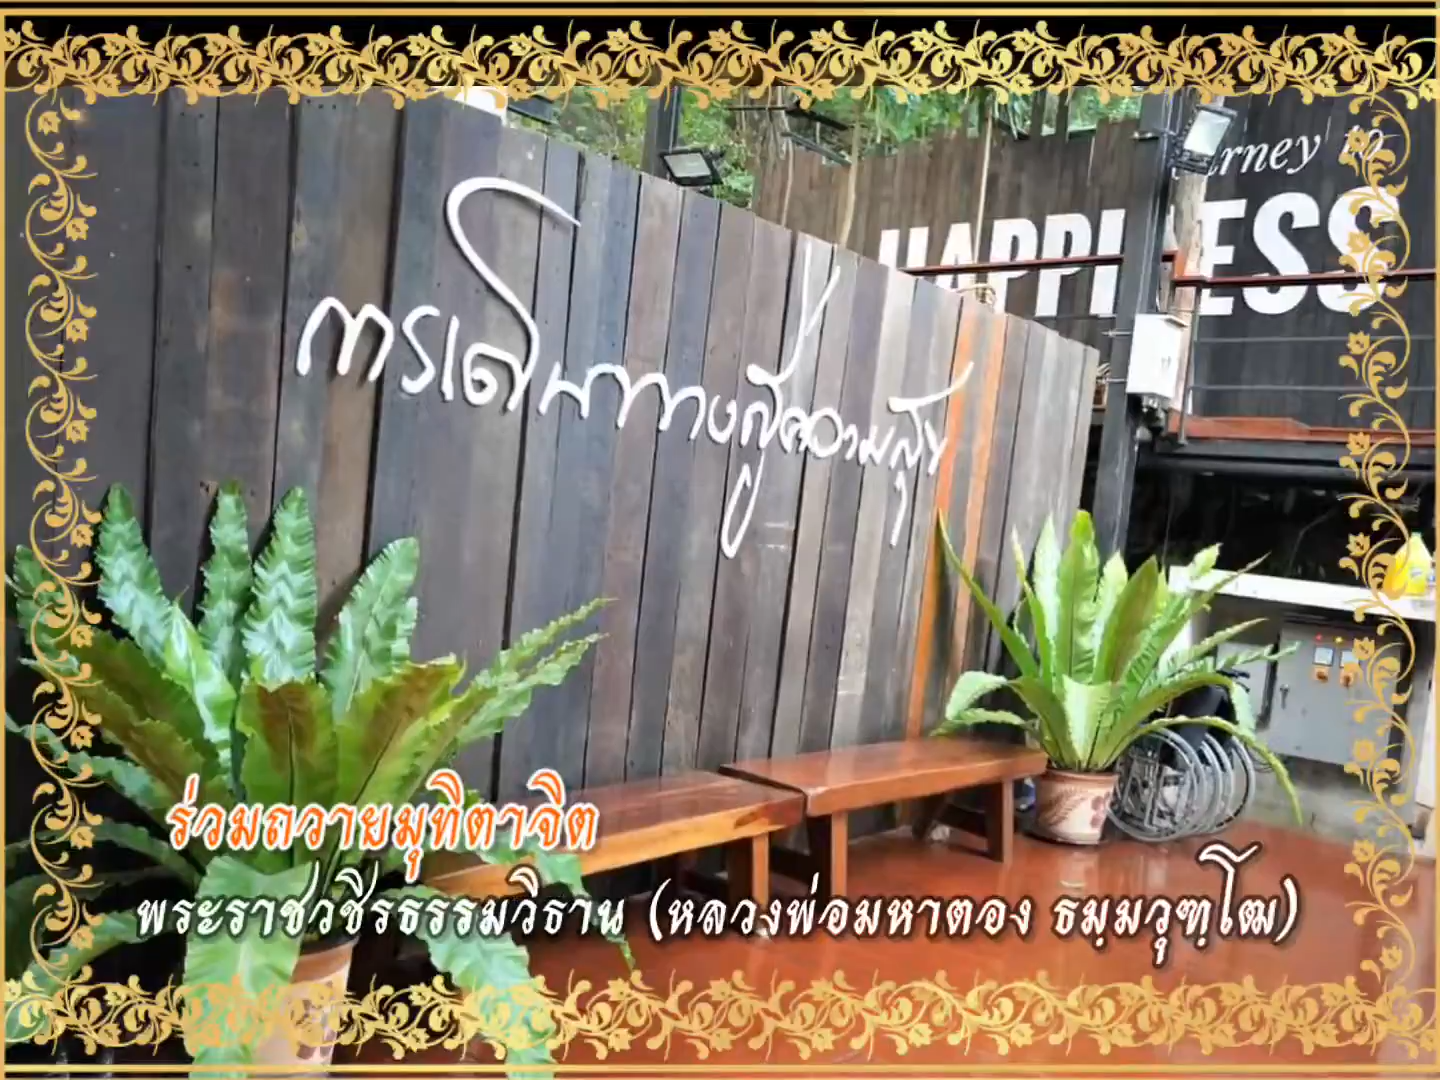 rney to
HAPPINESS
การเดินทางสู่ความสุข
ร่วมถวายมุทิตาจิต
พระราชวชีรธรรมวิธาน (หลวงพ่อมหาตอง ธมฺมวุฑฺโฒ)